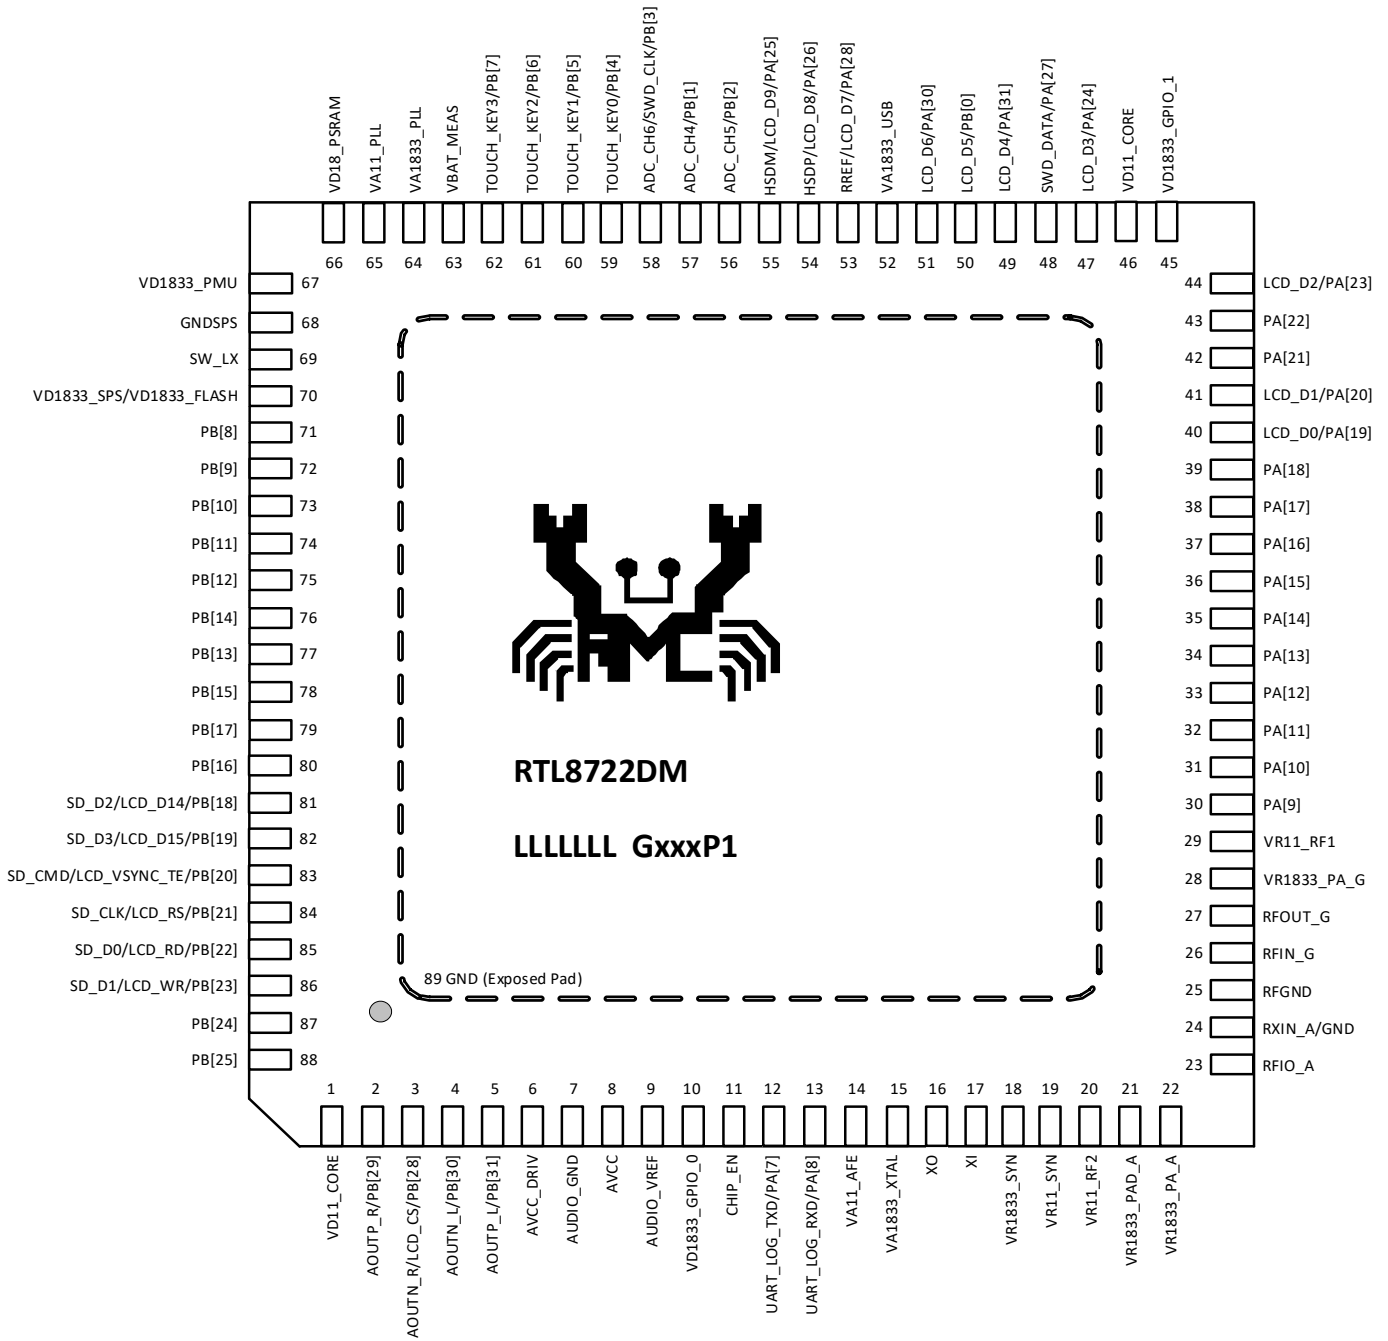 VD18_PSRAM
VA11_PLL
VA1833_PLL
VBAT_MEAS
TOUCH_KEY3/PB[7]
TOUCH_KEY2/PB[6]
TOUCH_KEY1/PB[5]
TOUCH_KEY0/PB[4]
ADC_CH6/SWD_CLK/PB[3]
ADC_CH4/PB[1]
ADC_CH5/PB[2]
HSDM/LCD_D9/PA[25]
HSDP/LCD_D8/PA[26]
RREF/LCD_D7/PA[28]
VA1833_USB
LCD_D6/PA[30]
LCD_D5/PB[0]
LCD_D4/PA[31]
SWD_DATA/PA[27]
LCD_D3/PA[24]
VD11_CORE
VD1833_GPIO_1
66 65 64 63 62 61 60 59 58 57 56 55 54 53 52 51 50 49 48 47 46 45
VD1833_PMU 67
GNDSPS 68
SW_LX 69
VD1833_SPS/VD1833_FLASH 70
PB[8] 71
PB[9] 72
PB[10] 73
PB[11] 74
PB[12] 75
PB[14] 76
PB[13] 77
PB[15] 78
PB[17] 79
PB[16] 80
SD_D2/LCD_D14/PB[18] 81
SD_D3/LCD_D15/PB[19] 82
SD_CMD/LCD_VSYNC_TE/PB[20] 83
SD_CLK/LCD_RS/PB[21] 84
SD_D0/LCD_RD/PB[22] 85
SD_D1/LCD_WR/PB[23] 86
PB[24] 87
PB[25] 88
44 LCD_D2/PA[23]
43 PA[22]
42 PA[21]
41 LCD_D1/PA[20]
40 LCD_D0/PA[19]
39 PA[18]
38 PA[17]
37 PA[16]
36 PA[15]
35 PA[14]
34 PA[13]
33 PA[12]
32 PA[11]
31 PA[10]
30 PA[9]
29 VR11_RF1
28 VR1833_PA_G
27 RFOUT_G
26 RFIN_G
25 RFGND
24 RXIN_A/GND
23 RFIO_A
AMC
RTL8722DM
LLLLLLL GxxxP1
89 GND (Exposed Pad)
1 2 3 4 5 6 7 8 9 10 11 12 13 14 15 16 17 18 19 20 21 22
VD11_CORE
AOUTP_R/PB[29]
AOUTN_R/LCD_CS/PB[28]
AOUTN_L/PB[30]
AOUTP_L/PB[31]
AVCC_DRIV
AUDIO_GND
AVCC
AUDIO_VREF
VD1833_GPIO_0
CHIP_EN
UART_LOG_TXD/PA[7]
UART_LOG_RXD/PA[8]
VA11_AFE
VA1833_XTAL
XO
XI
VR1833_SYN
VR11_SYN
VR11_RF2
VR1833_PAD_A
VR1833_PA_A